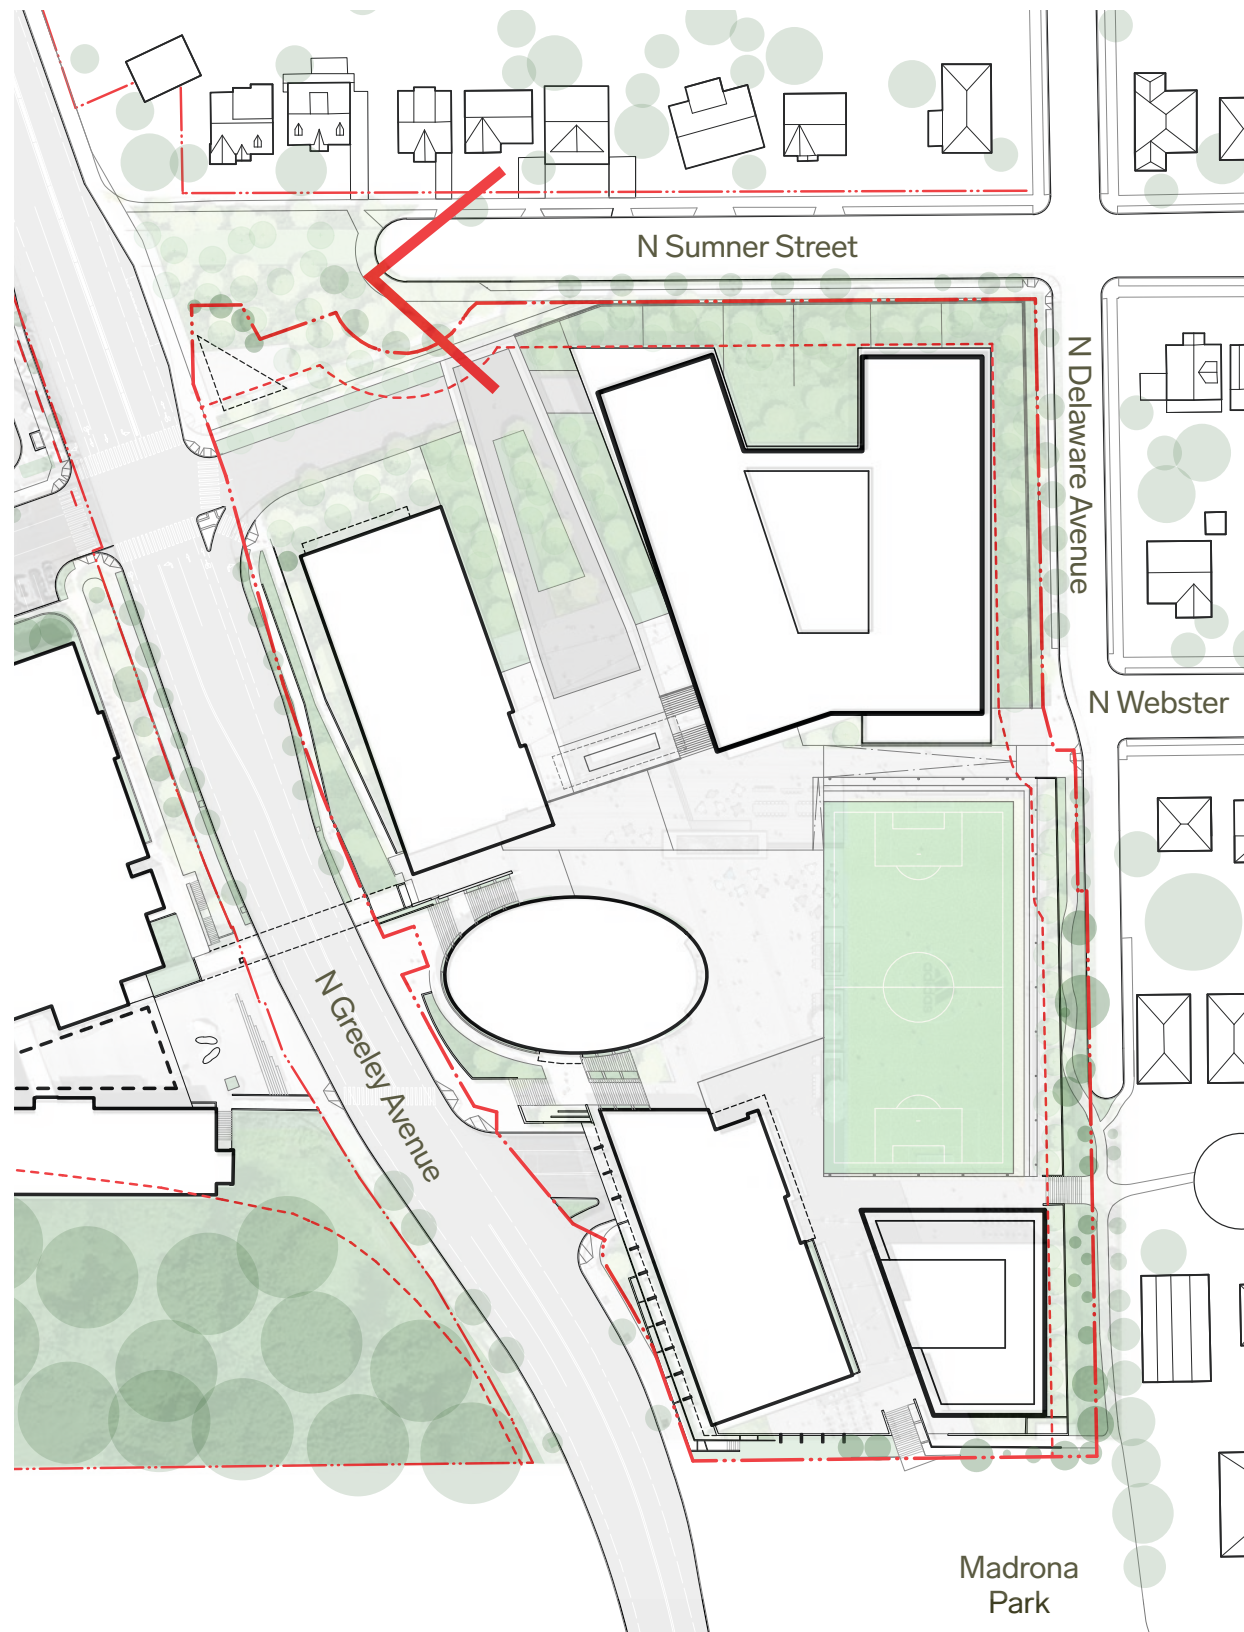 N Sumner Street
N Delaware Avenue
N Webster
N Greeley Avenue
Madrona
Park